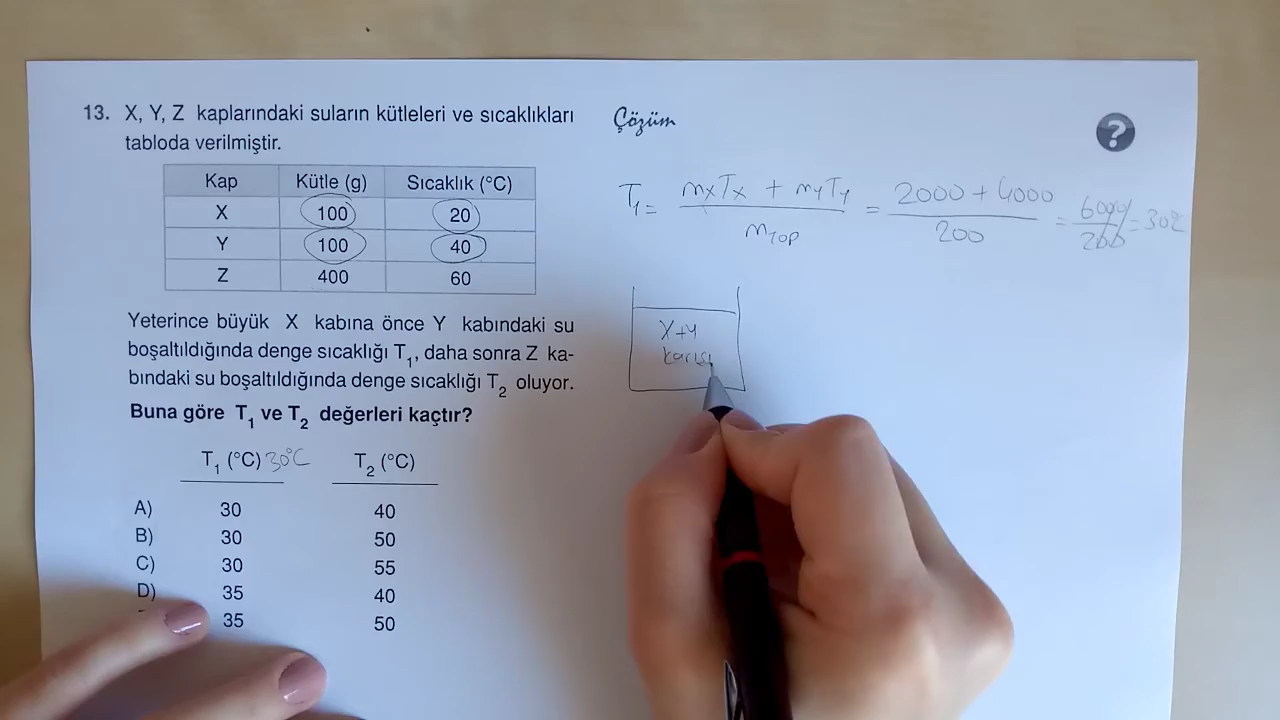 13. X, Y, Z kaplarındaki suların kütleleri ve sıcaklıkları
tabloda verilmiştir.
Kap Kütle (g) Sıcaklık (°C)
X 100 20
Y 100 40
Z 400 60
Yeterince büyük X kabına önce Y kabındaki su
boşaltıldığında denge sıcaklığı T1, daha sonra Z ka-
bındaki su boşaltıldığında denge sıcaklığı T2 oluyor.
Buna göre T1 ve T2 değerleri kaçtır?
T1 (°C) 30°C T2 (°C)
A) 30 40
B) 30 50
C) 30 55
D) 35 40
35 50
Çözüm
?
T1 = mxTx + myTy / mTOP = 2000 + 4000 / 200 = 6000 / 200 = 30°C
X+Y
karışı